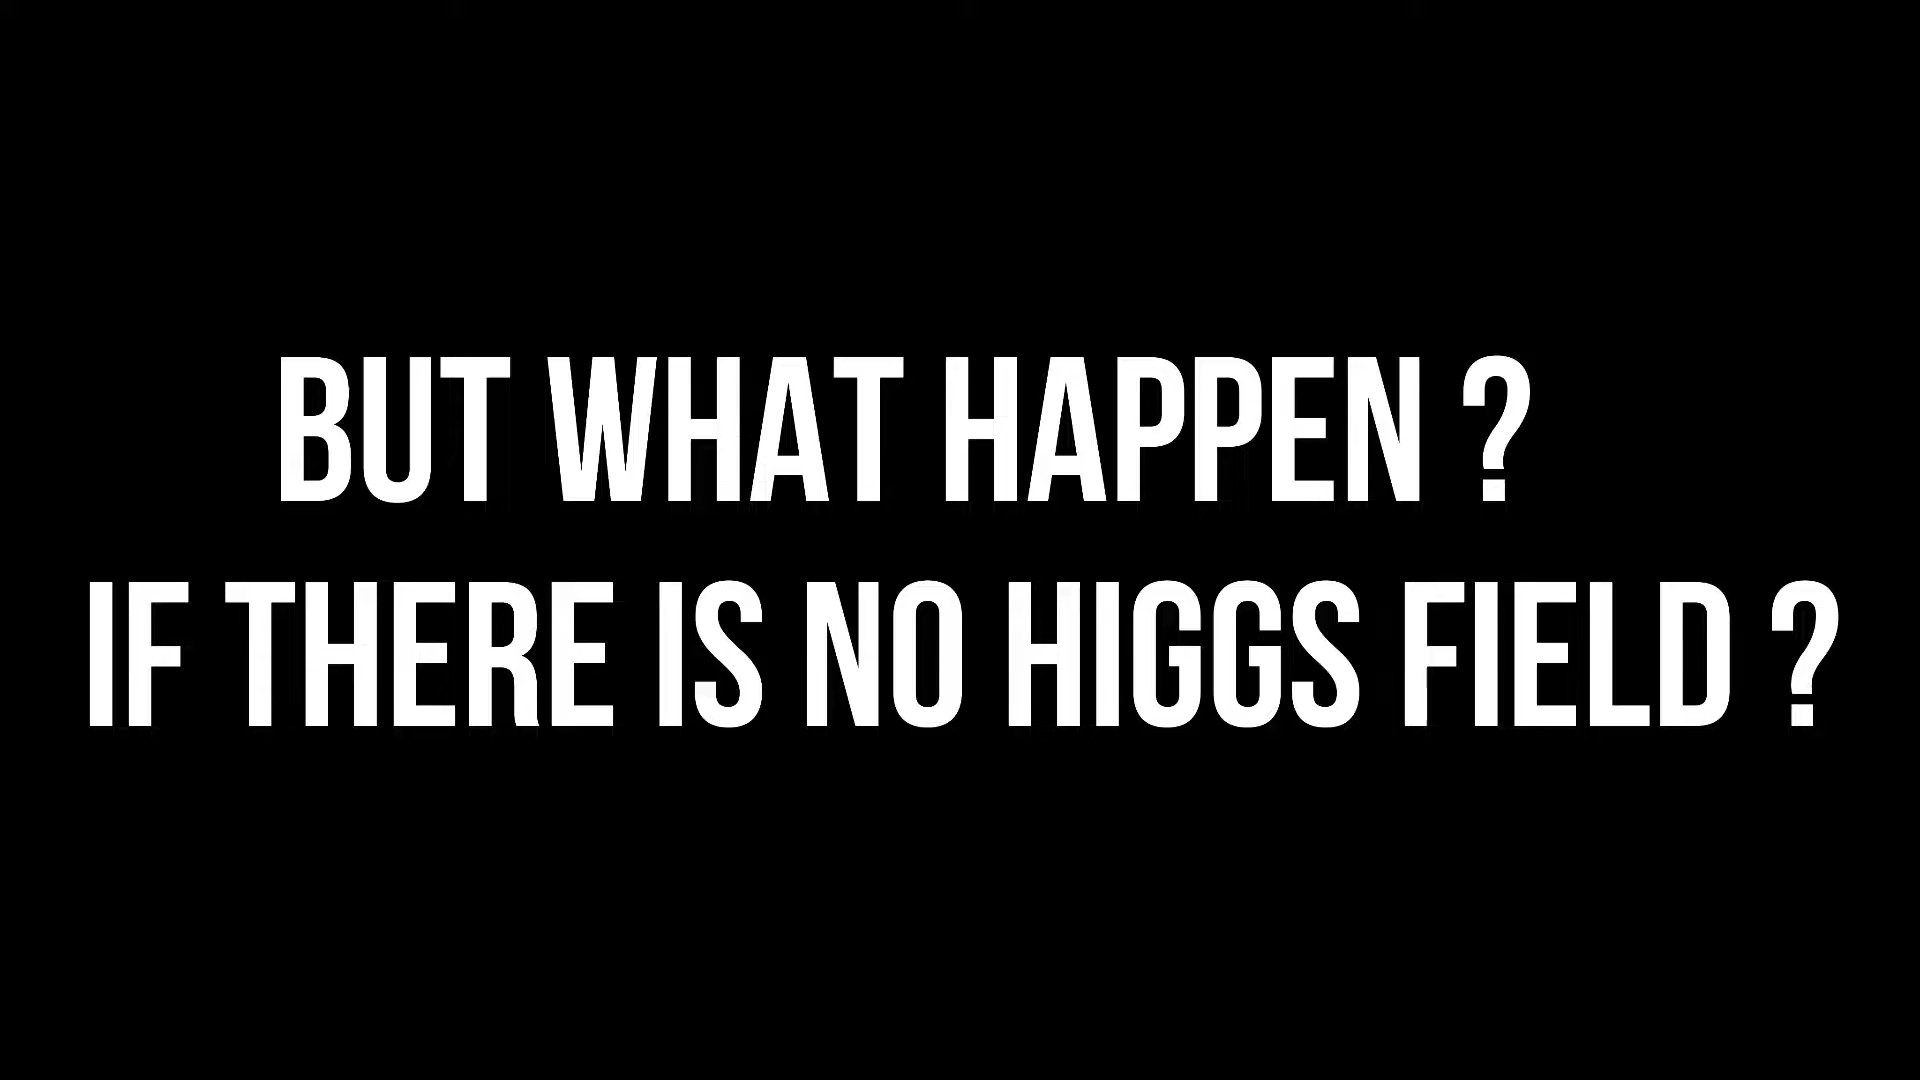 BUT WHAT HAPPEN ?
IF THERE IS NO HIGGS FIELD ?